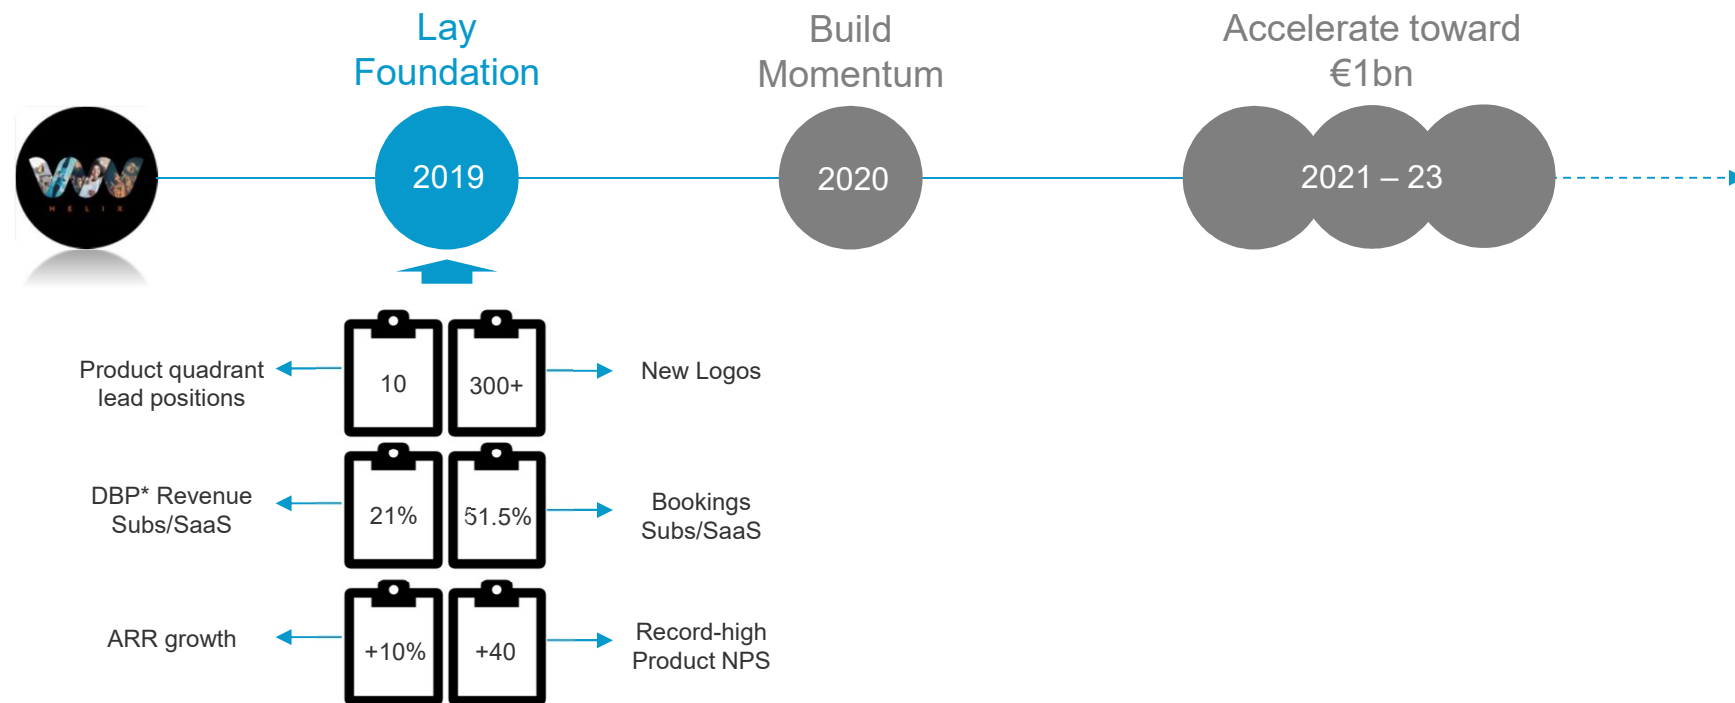 Lay
Foundation
Build
Momentum
Accelerate toward
€1bn
HELIX
2019
2020
2021 – 23
Product quadrant
lead positions
10
300+
New Logos
DBP* Revenue
Subs/SaaS
21%
51.5%
Bookings
Subs/SaaS
ARR growth
+10%
+40
Record-high
Product NPS